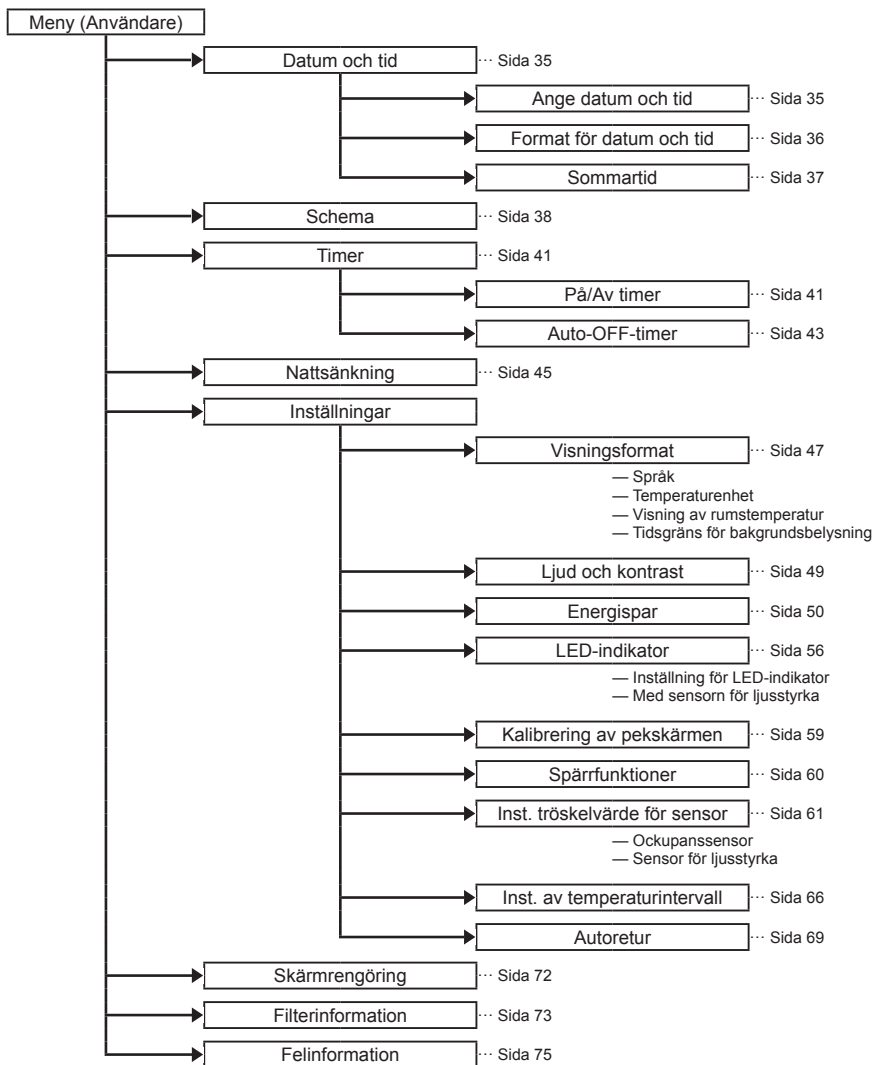 Meny (Användare)
Datum och tid ··· Sida 35
Ange datum och tid ··· Sida 35
Format för datum och tid ··· Sida 36
Sommartid ··· Sida 37
Schema ··· Sida 38
Timer ··· Sida 41
På/Av timer ··· Sida 41
Auto-OFF-timer ··· Sida 43
Nattsänkning ··· Sida 45
Inställningar
Visningsformat ··· Sida 47
— Språk
— Temperaturenhet
— Visning av rumstemperatur
— Tidsgräns för bakgrundsbelysning
Ljud och kontrast ··· Sida 49
Energispar ··· Sida 50
LED-indikator ··· Sida 56
— Inställning för LED-indikator
— Med sensorn för ljusstyrka
Kalibrering av pekskärmen ··· Sida 59
Spärrfunktioner ··· Sida 60
Inst. tröskelvärde för sensor ··· Sida 61
— Ockupanssensor
— Sensor för ljusstyrka
Inst. av temperaturintervall ··· Sida 66
Autoretur ··· Sida 69
Skärmrengöring ··· Sida 72
Filterinformation ··· Sida 73
Felinformation ··· Sida 75